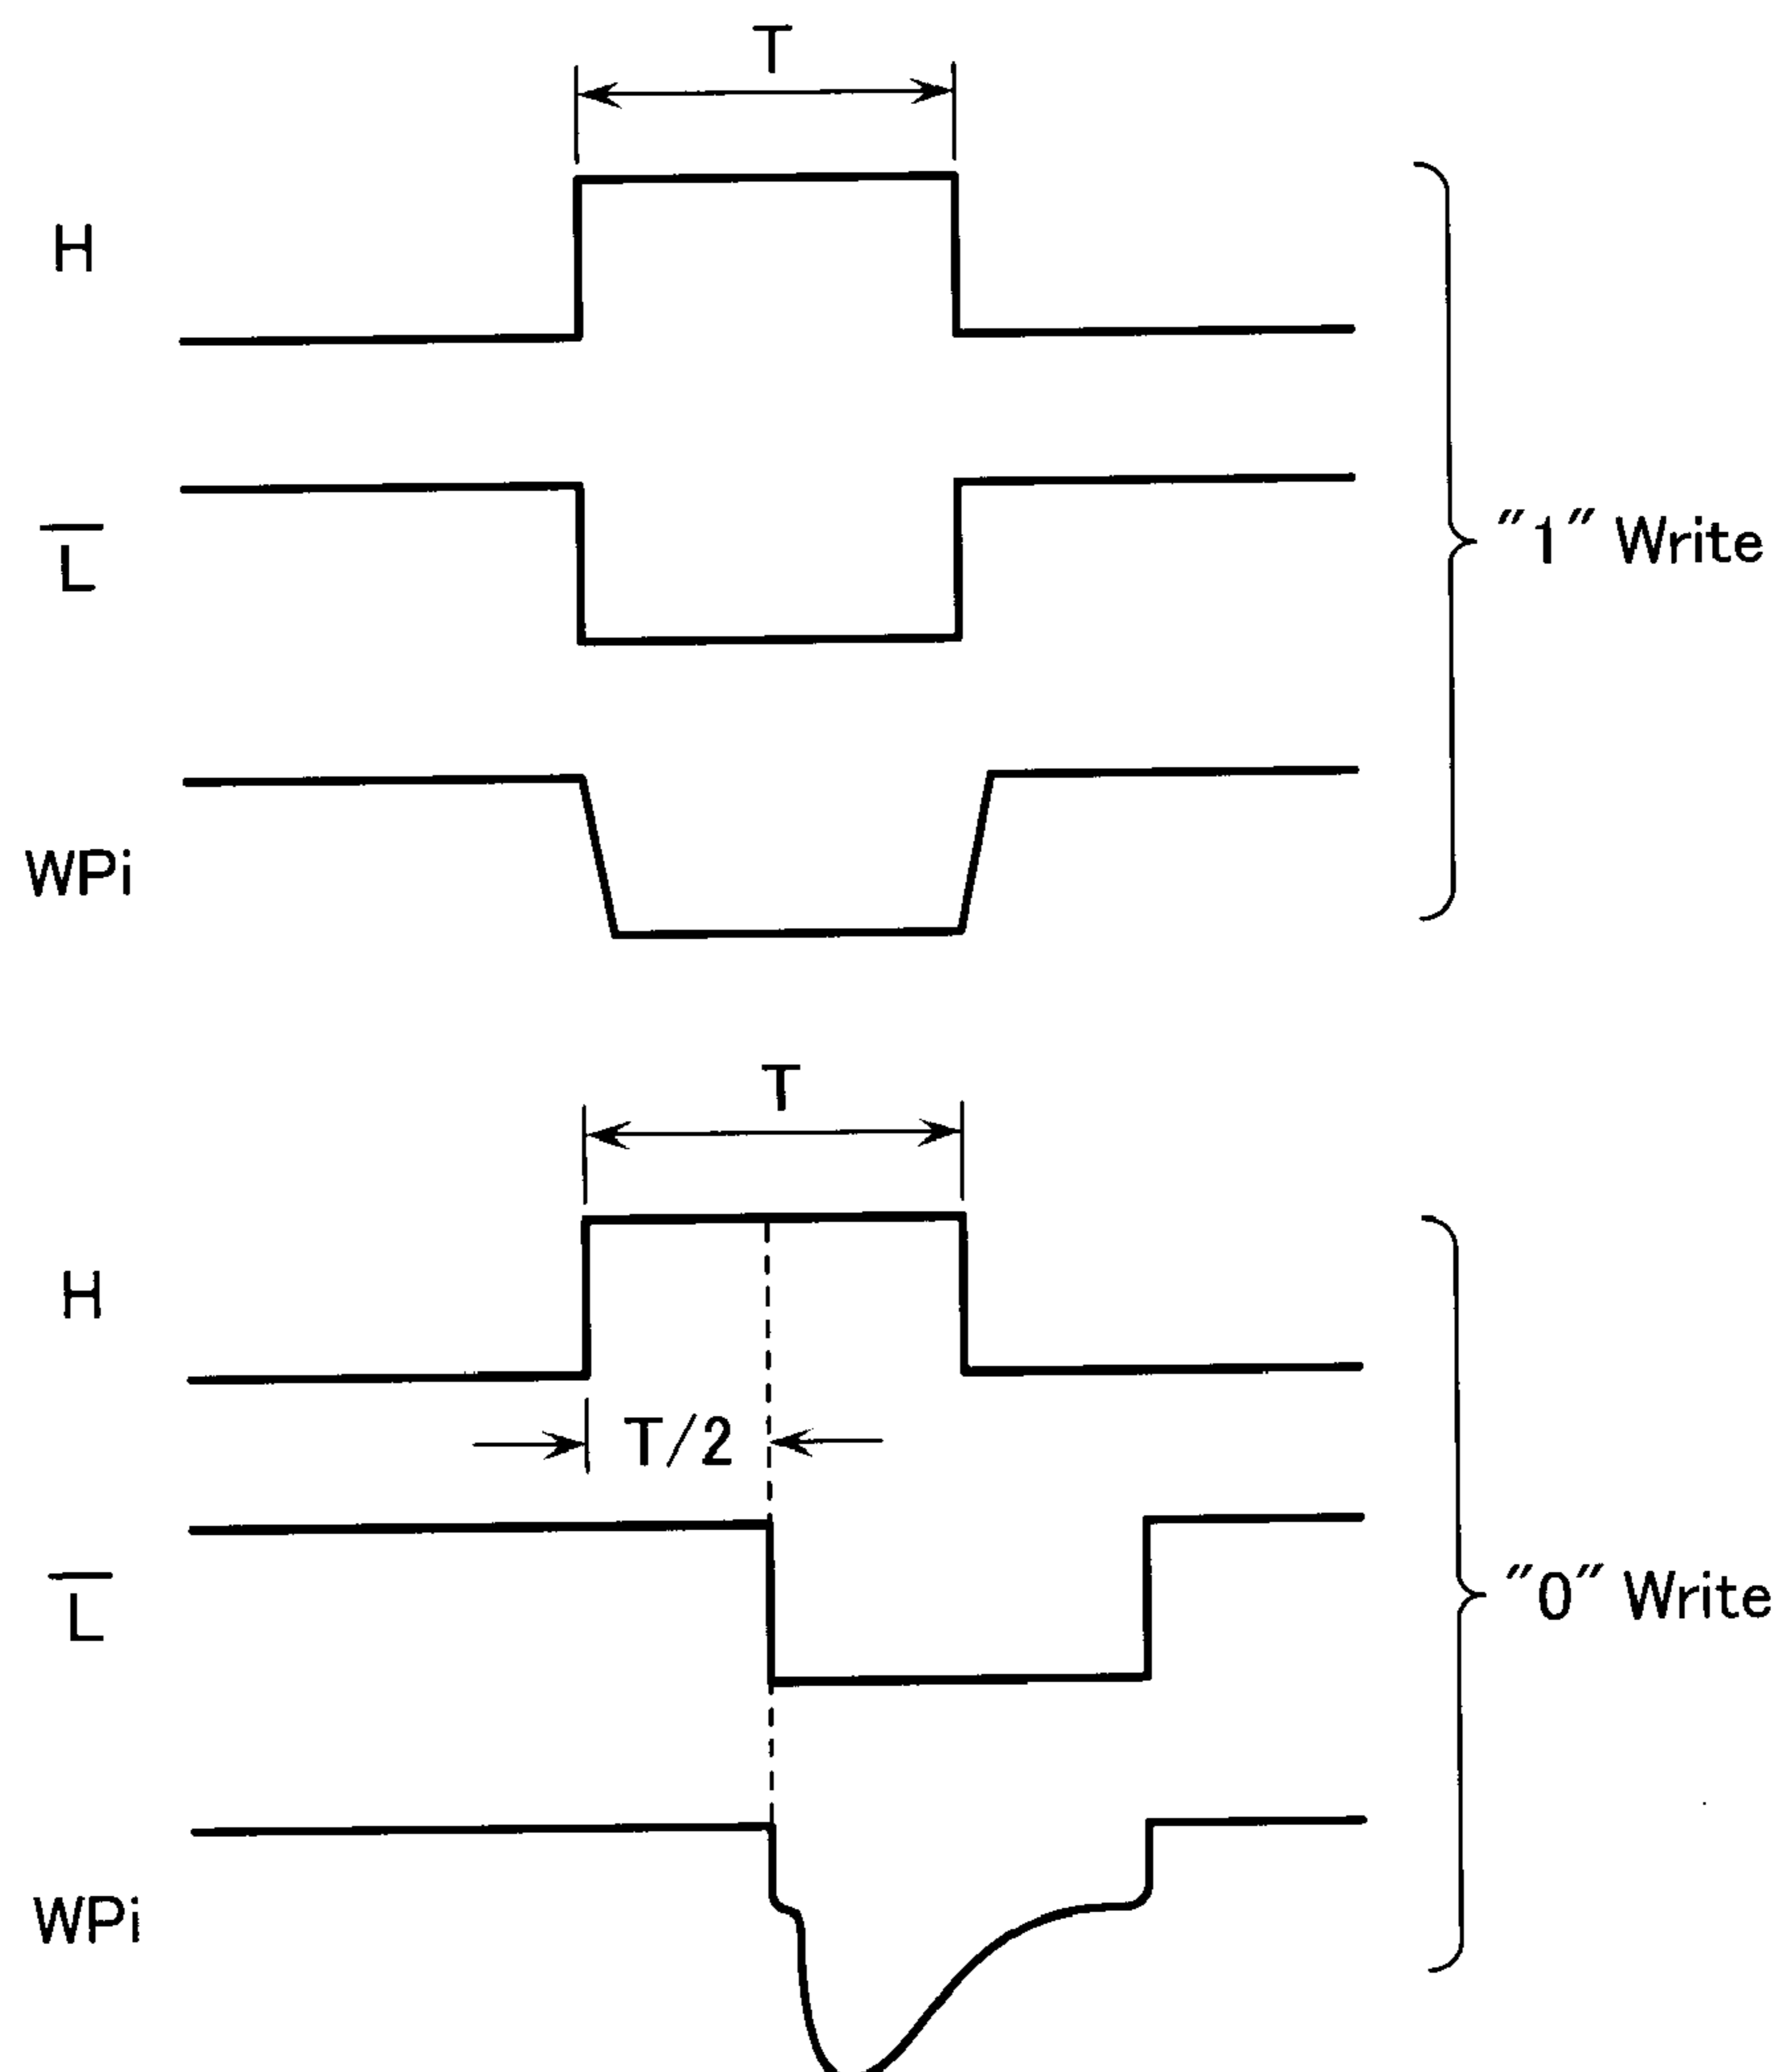 T
H
L̅
"1" Write
WPi
T
H
T/2
L̅
"0" Write
WPi